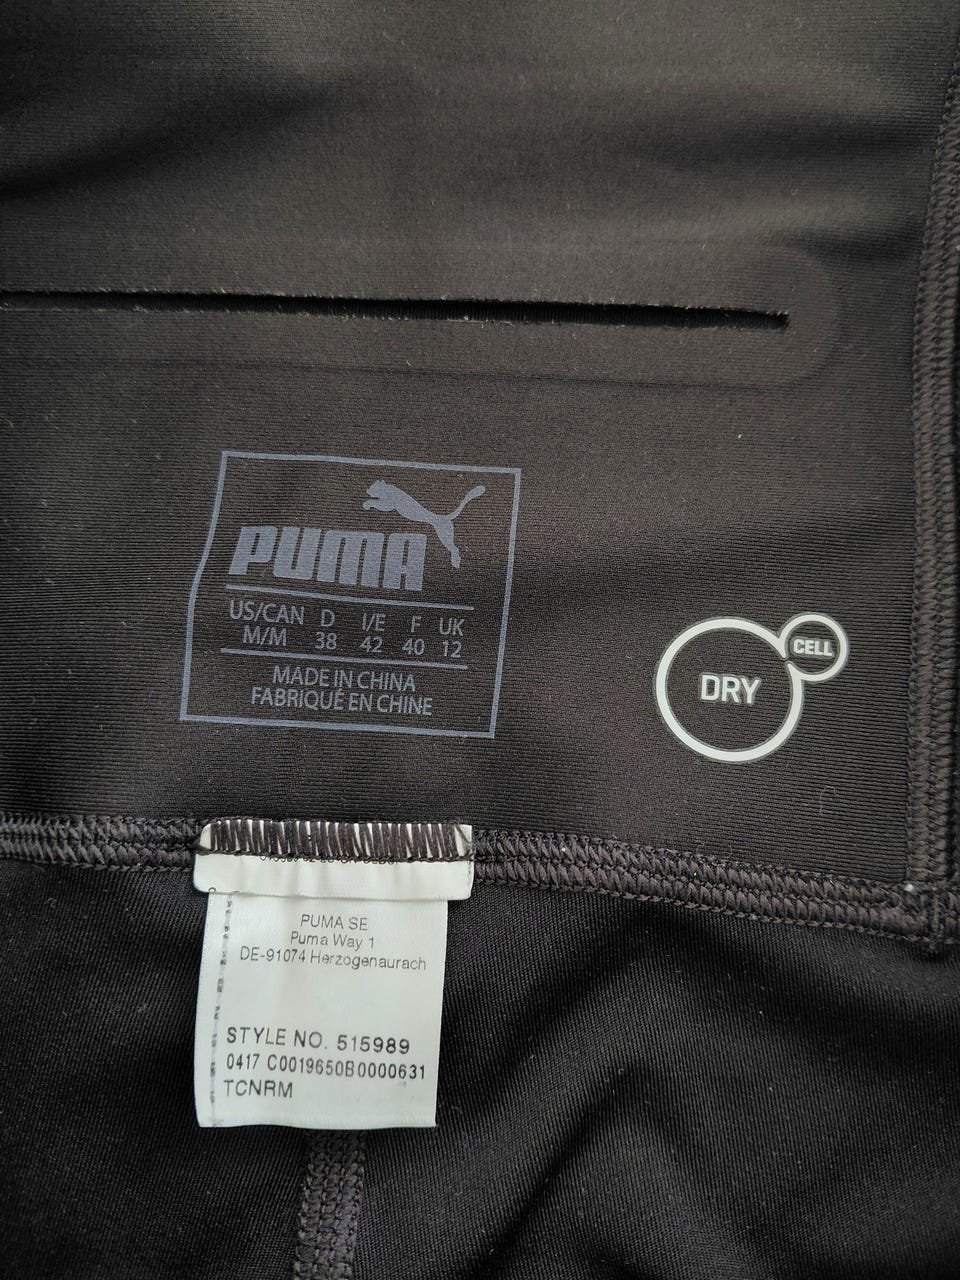 PUMA
US/CAN D I/E F UK
M/M 38 42 40 12
MADE IN CHINA
FABRIQUÉ EN CHINE
DRY CELL
PUMA SE
Puma Way 1
DE-91074 Herzogenaurach
STYLE NO. 515989
0417 C0019650B0000631
TCNRM